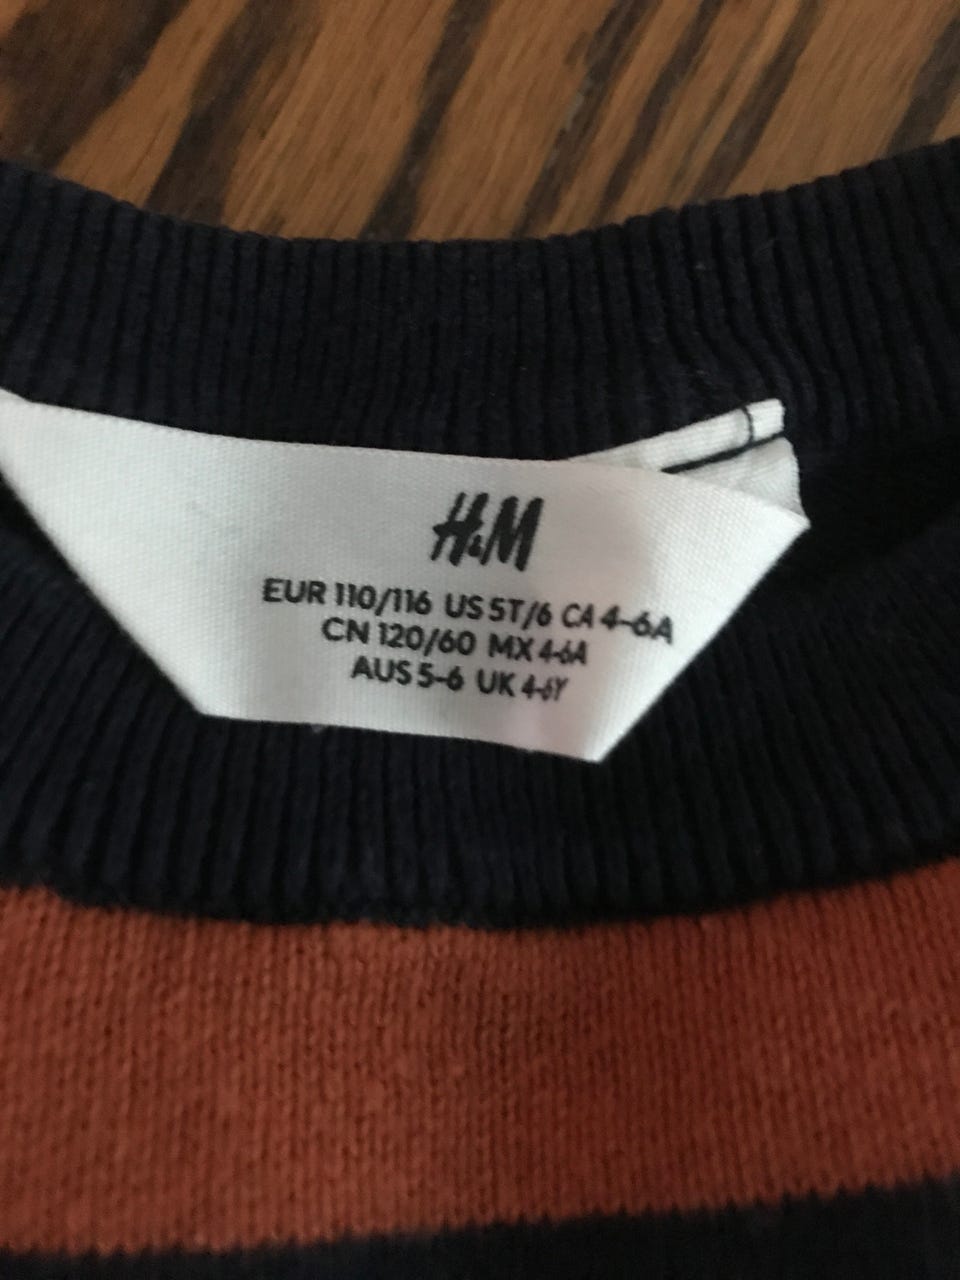 H&M
EUR 110/116 US 5T/6 CA 4-6A
CN 120/60 MX 4-6A
AUS 5-6 UK 4-6Y